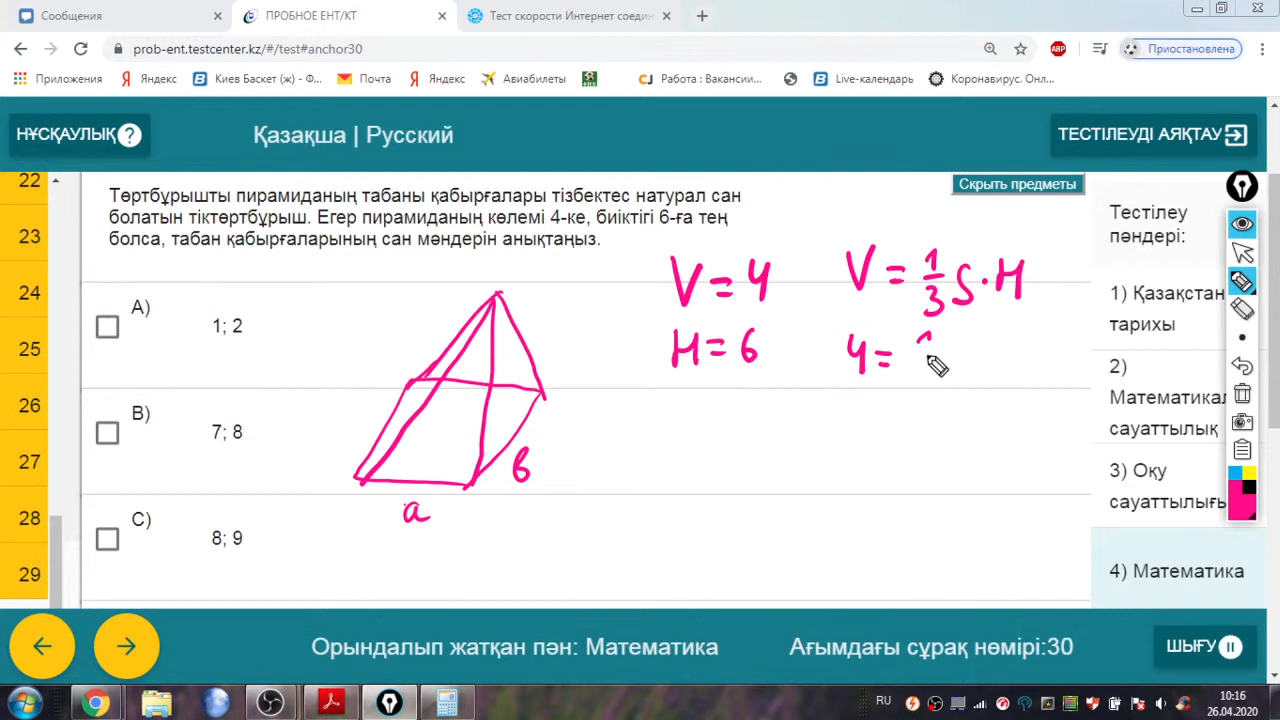 Сообщения
ПРОБНОЕ ЕНТ/КТ
Тест скорости Интернет соедин
prob-ent.testcenter.kz/#/test#anchor30
ABP
Приостановлена
Приложения
Яндекс
Киев Баскет (ж) - Ф...
Почта
Яндекс
Авиабилеты
Работа : Вакансии...
Live-календарь
Коронавирус. Онл...
НҰСҚАУЛЫҚ ?
Қазақша | Русский
ТЕСТІЛЕУДІ АЯҚТАУ
22
23
24
25
26
27
28
29
Скрыть предметы
Төртбұрышты пирамиданың табаны қабырғалары тізбектес натурал сан
болатын тіктөртбұрыш. Егер пирамиданың көлемі 4-ке, биіктігі 6-ға тең
болса, табан қабырғаларының сан мәндерін анықтаңыз.
A)
1; 2
B)
7; 8
C)
8; 9
a
в
V = 4
H = 6
V = 1/3 S · H
4 =
Тестілеу
пәндері:
1) Қазақстан
тарихы
2)
Математикал
сауаттылық
3) Оқу
сауаттылығы
4) Математика
Орындалып жатқан пән: Математика
Ағымдағы сұрақ нөмірі:30
ШЫҒУ
RU
10:16
26.04.2020